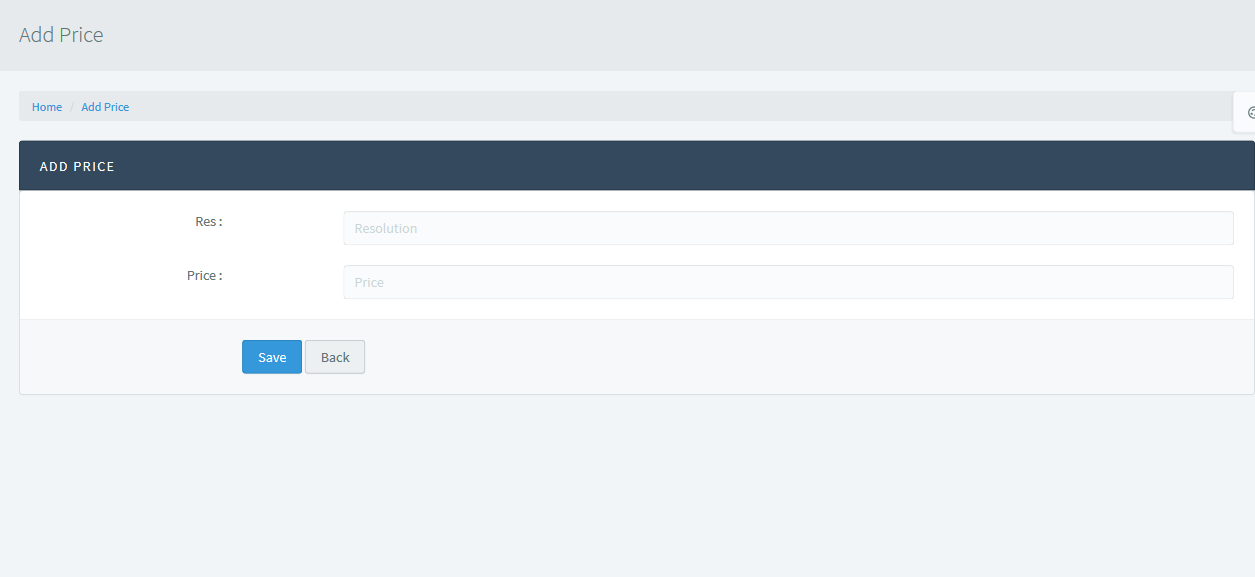 Add Price
Home / Add Price
ADD PRICE
Res :
Resolution
Price :
Price
Save Back